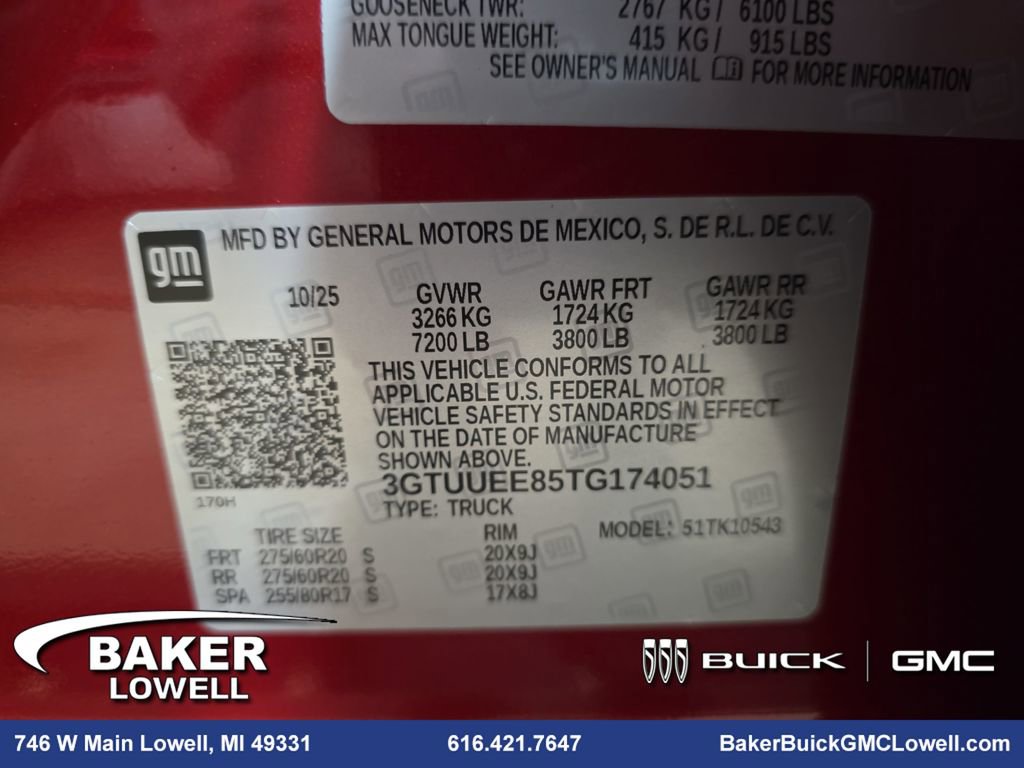 GOOSENECK TWR: 2767 KG/ 6100 LBS
MAX TONGUE WEIGHT: 415 KG/ 915 LBS
SEE OWNER'S MANUAL FOR MORE INFORMATION
gm
MFD BY GENERAL MOTORS DE MEXICO, S. DE R.L. DE C.V.
10/25 GVWR GAWR FRT GAWR RR
3266 KG 1724 KG 1724 KG
7200 LB 3800 LB 3800 LB
THIS VEHICLE CONFORMS TO ALL
APPLICABLE U.S. FEDERAL MOTOR
VEHICLE SAFETY STANDARDS IN EFFECT
ON THE DATE OF MANUFACTURE
SHOWN ABOVE.
3GTUUEE85TG174051
170H
TYPE: TRUCK
TIRE SIZE RIM MODEL: 51TK10543
FRT 275/60R20 S 20X9J
RR 275/60R20 S 20X9J
SPA 255/80R17 S 17X8J
BAKER
LOWELL
BUICK GMC
746 W Main Lowell, MI 49331 616.421.7647 BakerBuickGMCLowell.com